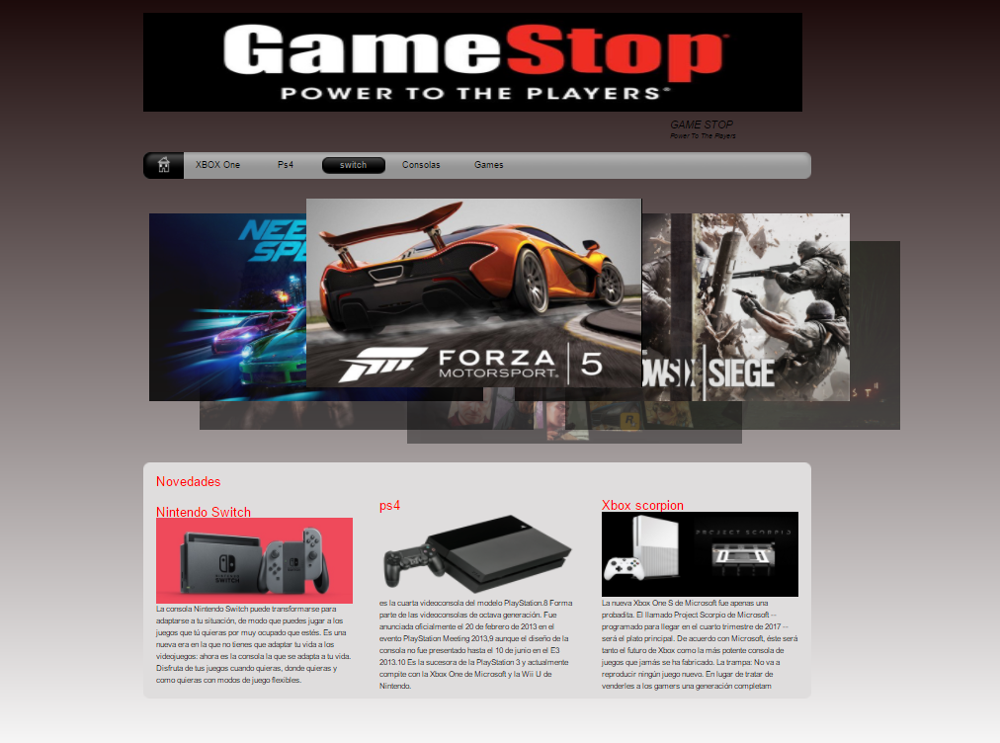 GameStop
POWER TO THE PLAYERS
GAME STOP
Power To The Players
XBOX One
Ps4
switch
Consolas
Games
NEE
SPE
FORZA
MOTORSPORT
5
SIEGE
Novedades
Nintendo Switch
NINTENDO
SWITCH
La consola Nintendo Switch puede transformarse para
adaptarse a tu situación, de modo que puedes jugar a los
juegos que tú quieras por muy ocupado que estés. Es una
nueva era en la que no tienes que adaptar tu vida a los
videojuegos: ahora es la consola la que se adapta a tu vida.
Disfruta de tus juegos cuando quieras, donde quieras y
como quieras con modos de juego flexibles.
ps4
es la cuarta videoconsola del modelo PlayStation.8 Forma
parte de las videoconsolas de octava generación. Fue
anunciada oficialmente el 20 de febrero de 2013 en el
evento PlayStation Meeting 2013,9 aunque el diseño de la
consola no fue presentado hasta el 10 de junio en el E3
2013.10 Es la sucesora de la PlayStation 3 y actualmente
compite con la Xbox One de Microsoft y la Wii U de
Nintendo.
Xbox scorpion
PROJECT SCORPIO
La nueva Xbox One S de Microsoft fue apenas una
probadita. El llamado Project Scorpio de Microsoft --
programado para llegar en el cuarto trimestre de 2017 --
será el plato principal. De acuerdo con Microsoft, éste será
tanto el futuro de Xbox como la más potente consola de
juegos que jamás se ha fabricado. La trampa: No va a
reproducir ningún juego nuevo. En lugar de tratar de
venderles a los gamers una generación completam